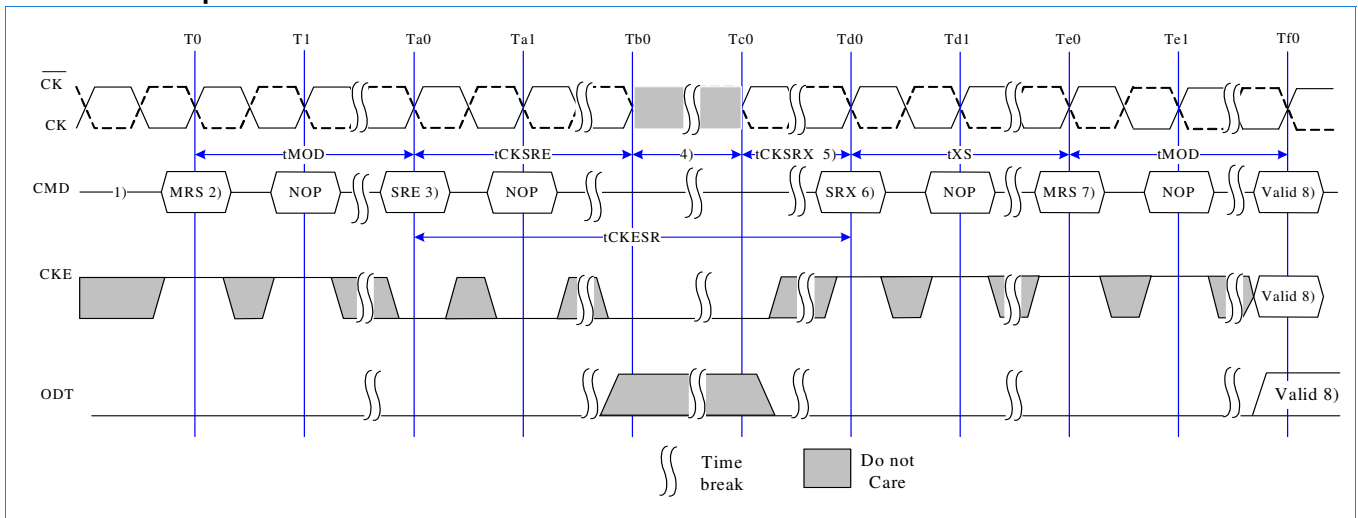 T0 T1 Ta0 Ta1 Tb0 Tc0 Td0 Td1 Te0 Te1 Tf0
CK
CK
tMOD tCKSRE 4) tCKSRX 5) tXS tMOD
CMD 1) MRS 2) NOP SRE 3) NOP SRX 6) NOP MRS 7) NOP Valid 8)
tCKESR
CKE Valid 8)
ODT Valid 8)
Time break
Do not Care